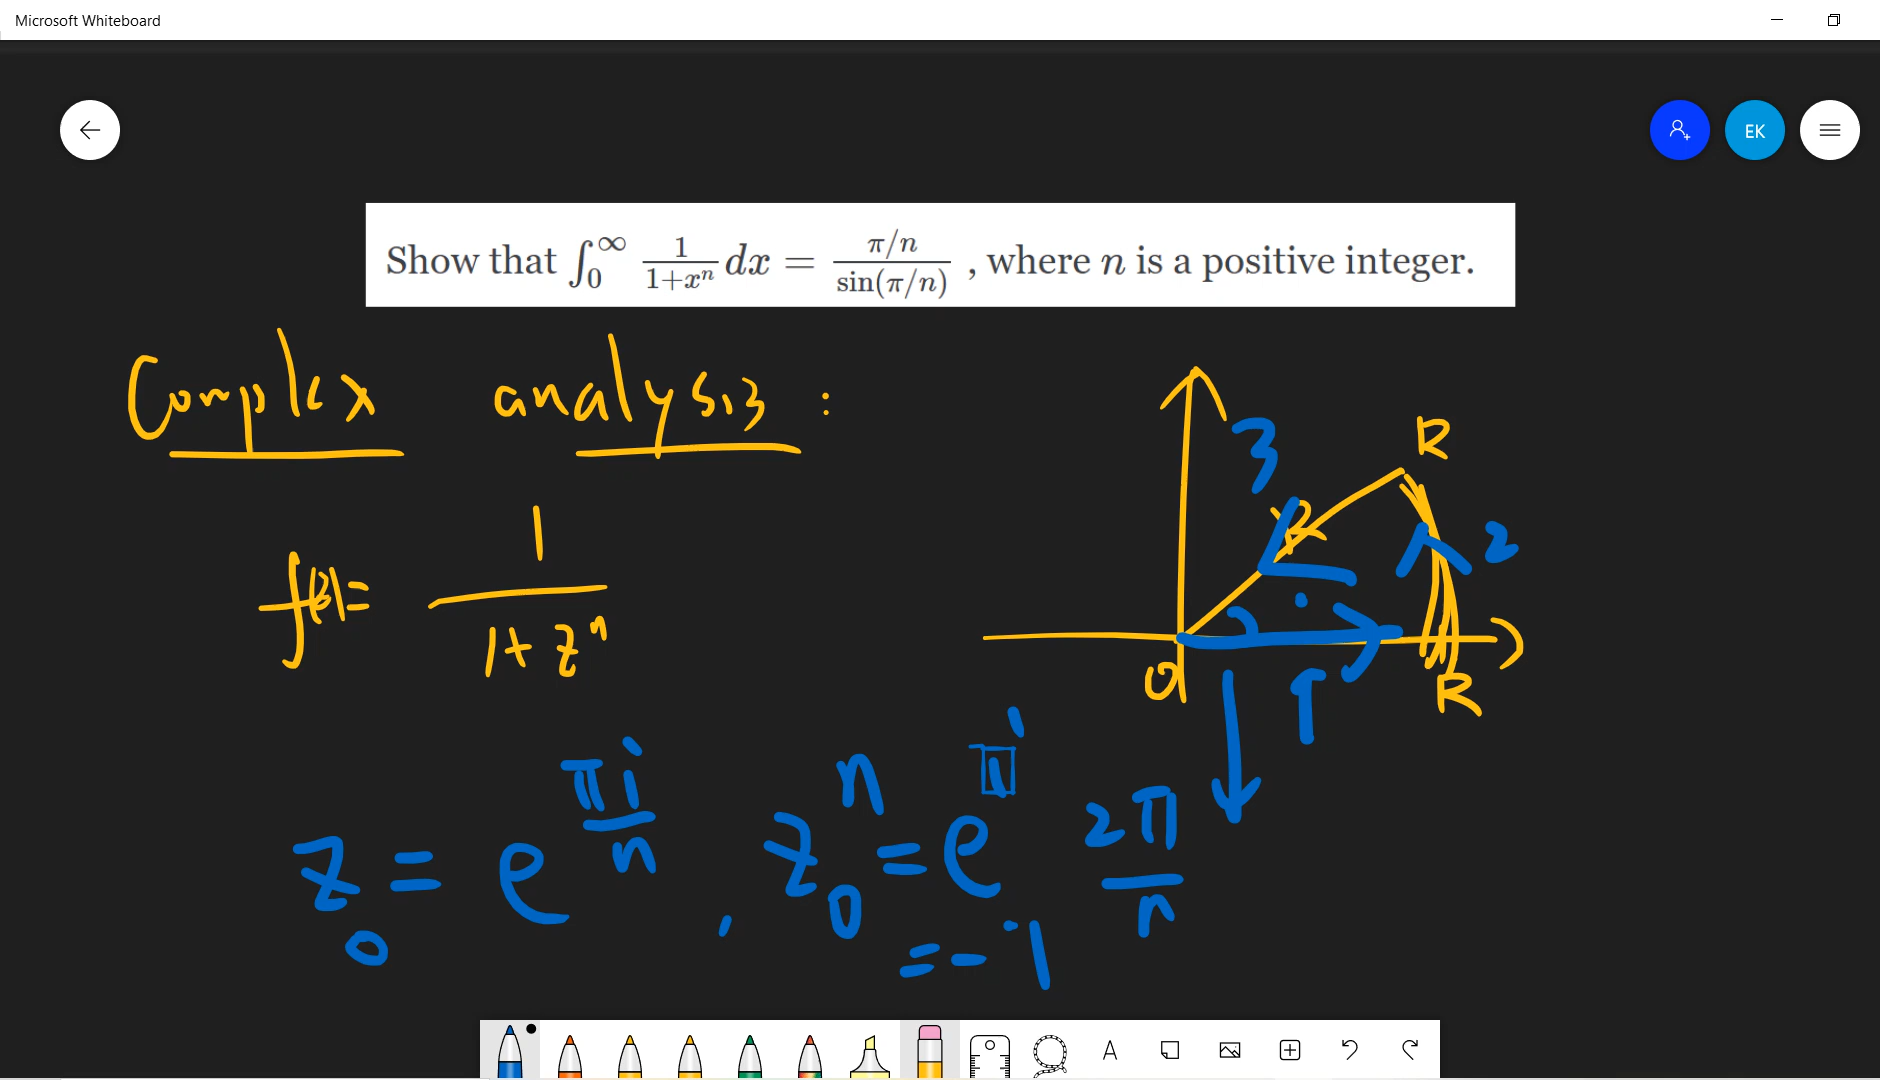 Microsoft Whiteboard
EK
Show that ∫₀^∞ 1/(1+xⁿ) dx = (π/n)/(sin(π/n)) , where n is a positive integer.
Complex analysis :
f(z) = 1/(1+zⁿ)
3
R
R
2
O
1
R
z₀ = e^(πi/n) , z₀ⁿ = e^(πi)
= -1
2π/n
A